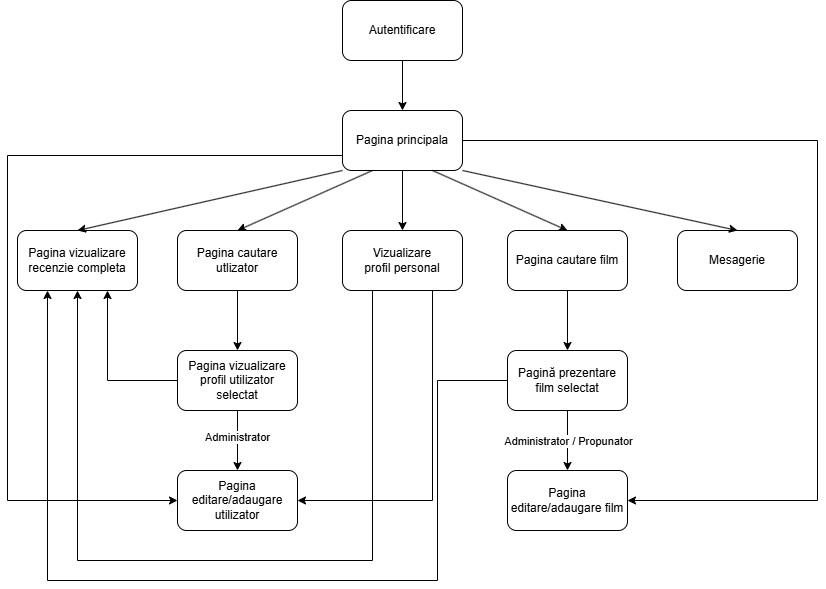 Autentificare
Pagina principala
Pagina vizualizare
recenzie completa
Pagina cautare
utlizator
Vizualizare
profil personal
Pagina cautare film
Mesagerie
Pagina vizualizare
profil utilizator
selectat
Pagină prezentare
film selectat
Administrator
Administrator / Propunator
Pagina
editare/adaugare
utilizator
Pagina
editare/adaugare film